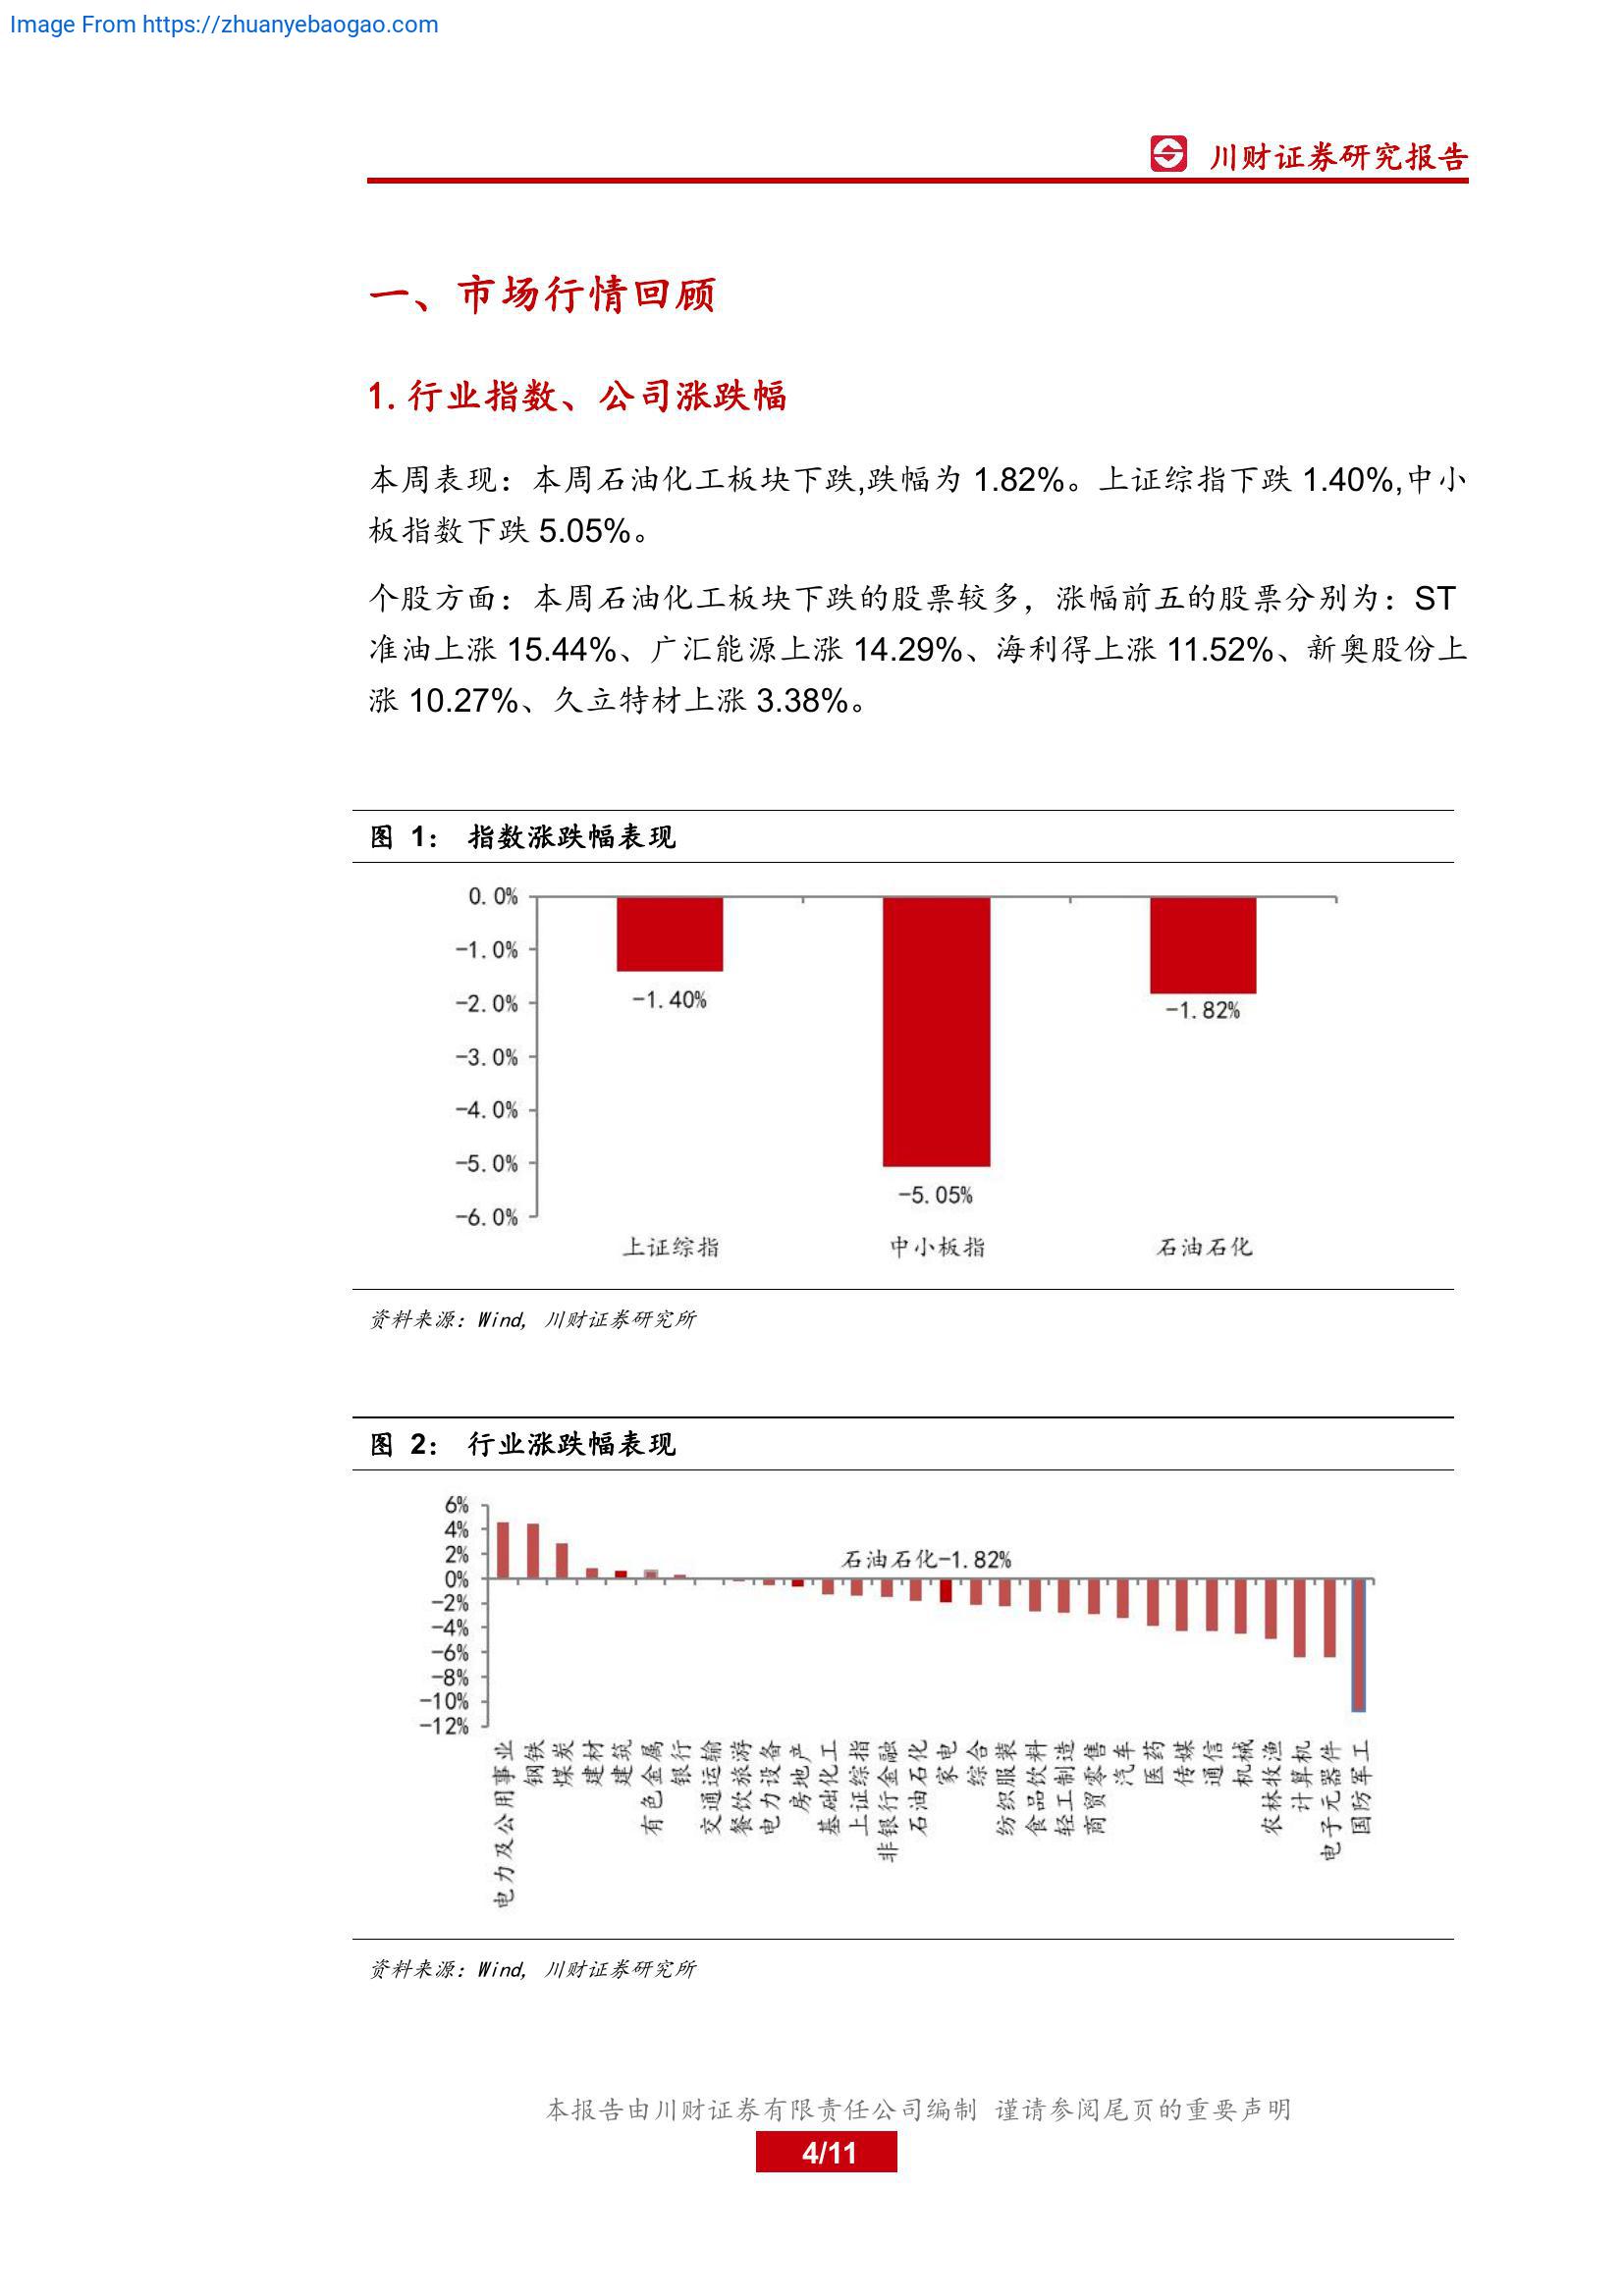 Image From https://zhuanyebaogao.com
川财证券研究报告
一、市场行情回顾
1. 行业指数、公司涨跌幅
本周表现：本周石油化工板块下跌,跌幅为 1.82%。上证综指下跌 1.40%,中小
板指数下跌 5.05%。
个股方面：本周石油化工板块下跌的股票较多，涨幅前五的股票分别为：ST
准油上涨 15.44%、广汇能源上涨 14.29%、海利得上涨 11.52%、新奥股份上
涨 10.27%、久立特材上涨 3.38%。
图 1： 指数涨跌幅表现
0.0%
-1.0%
-2.0%
-3.0%
-4.0%
-5.0%
-6.0%
-1.40%
-5.05%
-1.82%
上证综指
中小板指
石油石化
资料来源：Wind, 川财证券研究所
图 2： 行业涨跌幅表现
6%
4%
2%
0%
-2%
-4%
-6%
-8%
-10%
-12%
石油石化-1.82%
电力及公用事业
钢铁
煤炭
建材
建筑
有色金属
银行
交通运输
餐饮旅游
电力设备
房地产
基础化工
上证综指
非银行金融
石油石化
家电
综合
纺织服装
食品饮料
轻工制造
商贸零售
汽车
医药
传媒
通信
机械
农林牧渔
计算机
电子元器件
国防军工
资料来源：Wind, 川财证券研究所
本报告由川财证券有限责任公司编制 谨请参阅尾页的重要声明
4/11